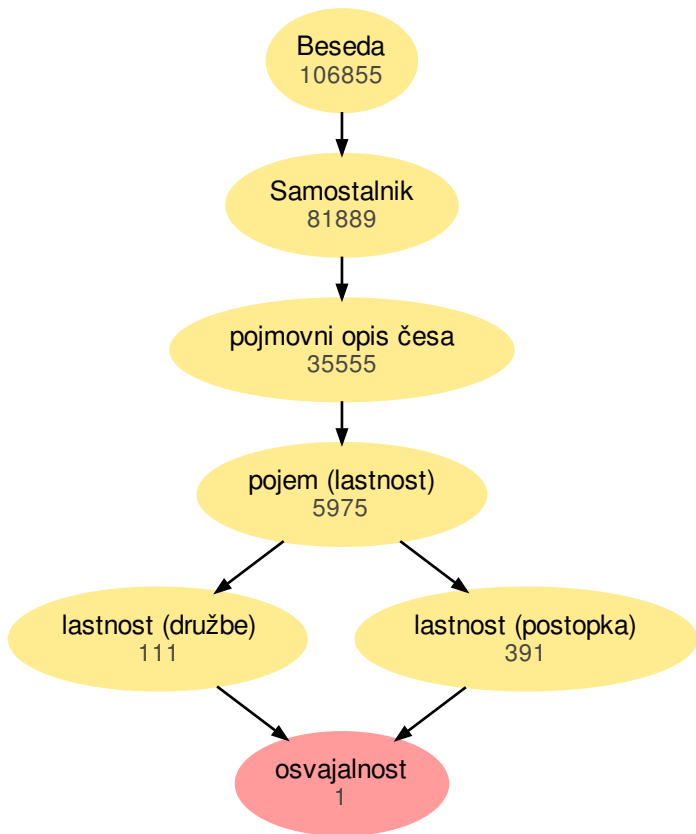 Beseda
106855
Samostalnik
81889
pojmovni opis česa
35555
pojem (lastnost)
5975
lastnost (družbe)
111
lastnost (postopka)
391
osvajalnost
1